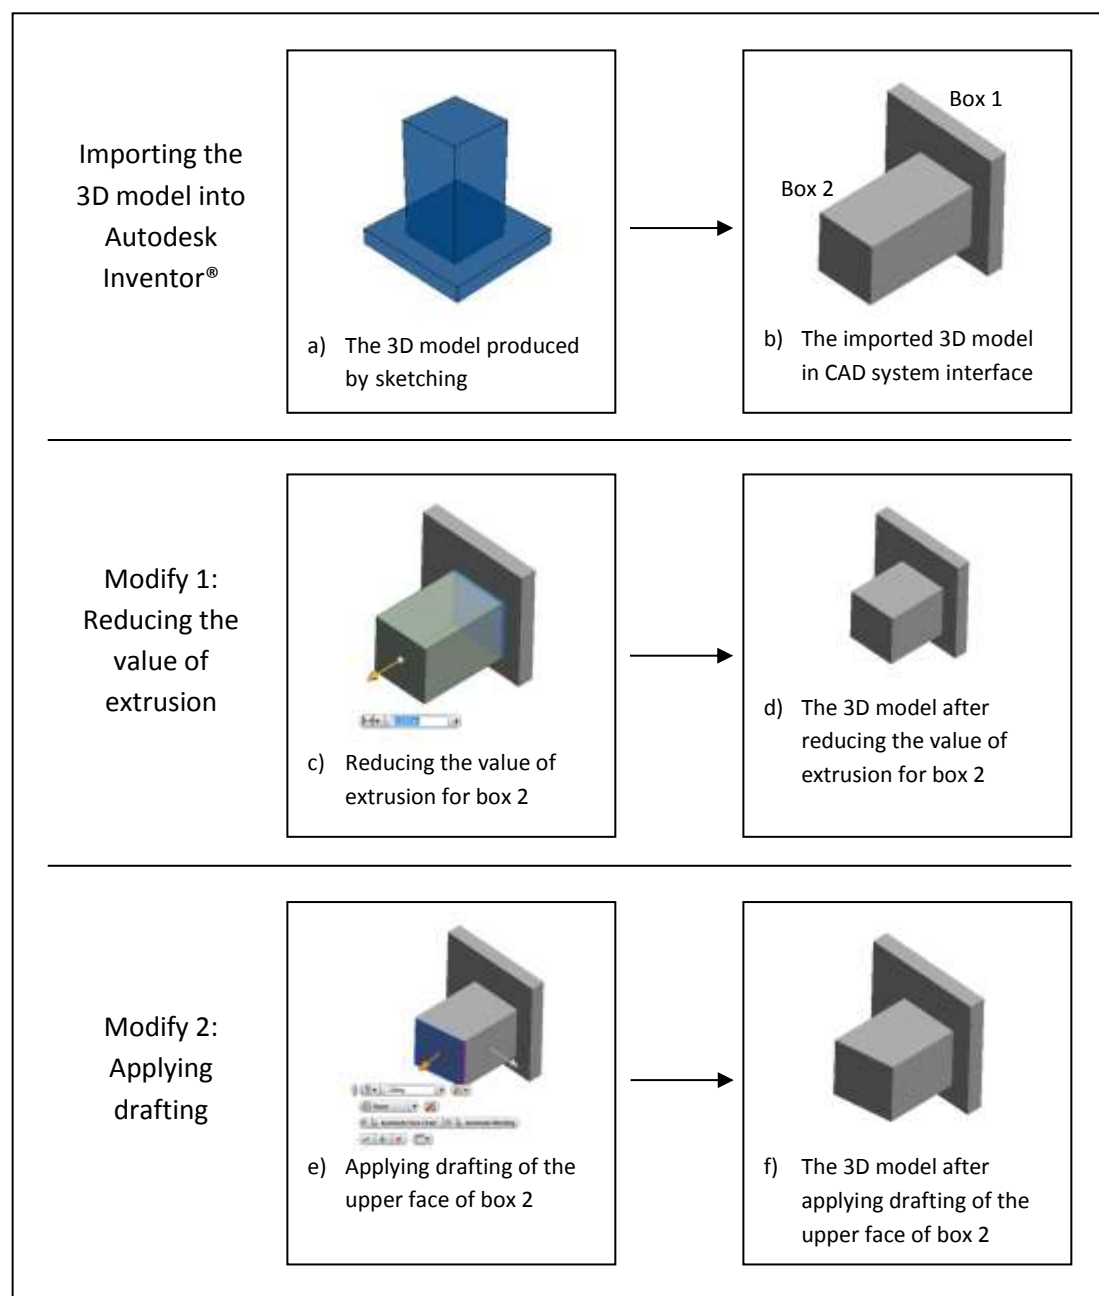 Importing the
3D model into
Autodesk
Inventor®
Box 1
Box 2
a) The 3D model produced
by sketching
b) The imported 3D model
in CAD system interface
Modify 1:
Reducing the
value of
extrusion
c) Reducing the value of
extrusion for box 2
d) The 3D model after
reducing the value of
extrusion for box 2
Modify 2:
Applying
drafting
e) Applying drafting of the
upper face of box 2
f) The 3D model after
applying drafting of the
upper face of box 2